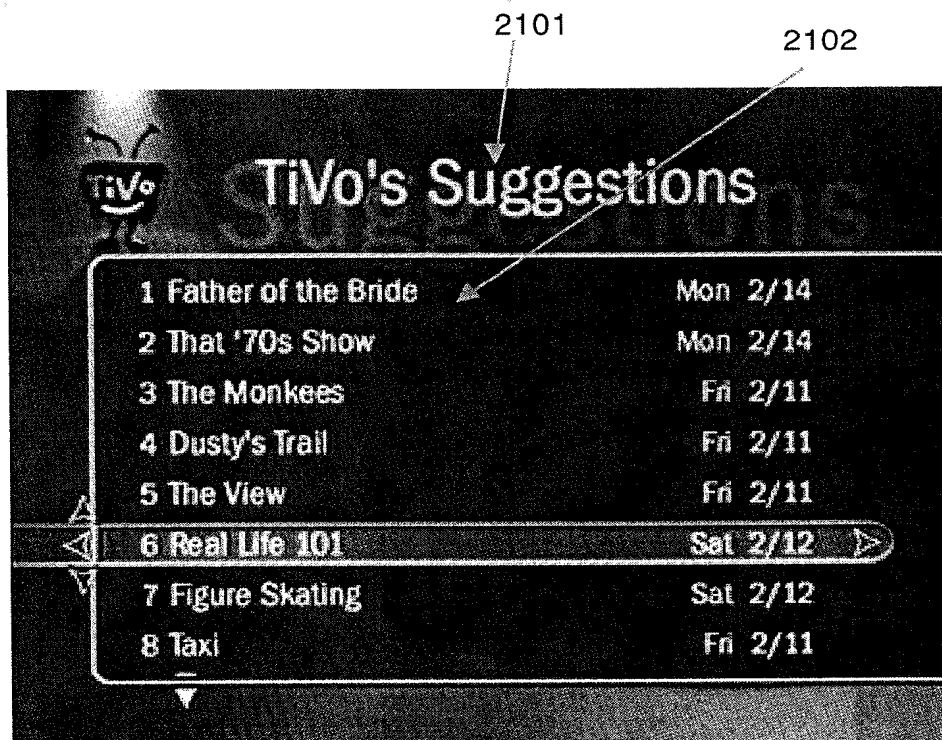 2101
2102
TiVo
TiVo's Suggestions
Suggestions
1 Father of the Bride Mon 2/14
2 That '70s Show Mon 2/14
3 The Monkees Fri 2/11
4 Dusty's Trail Fri 2/11
5 The View Fri 2/11
6 Real Life 101 Sat 2/12
7 Figure Skating Sat 2/12
8 Taxi Fri 2/11